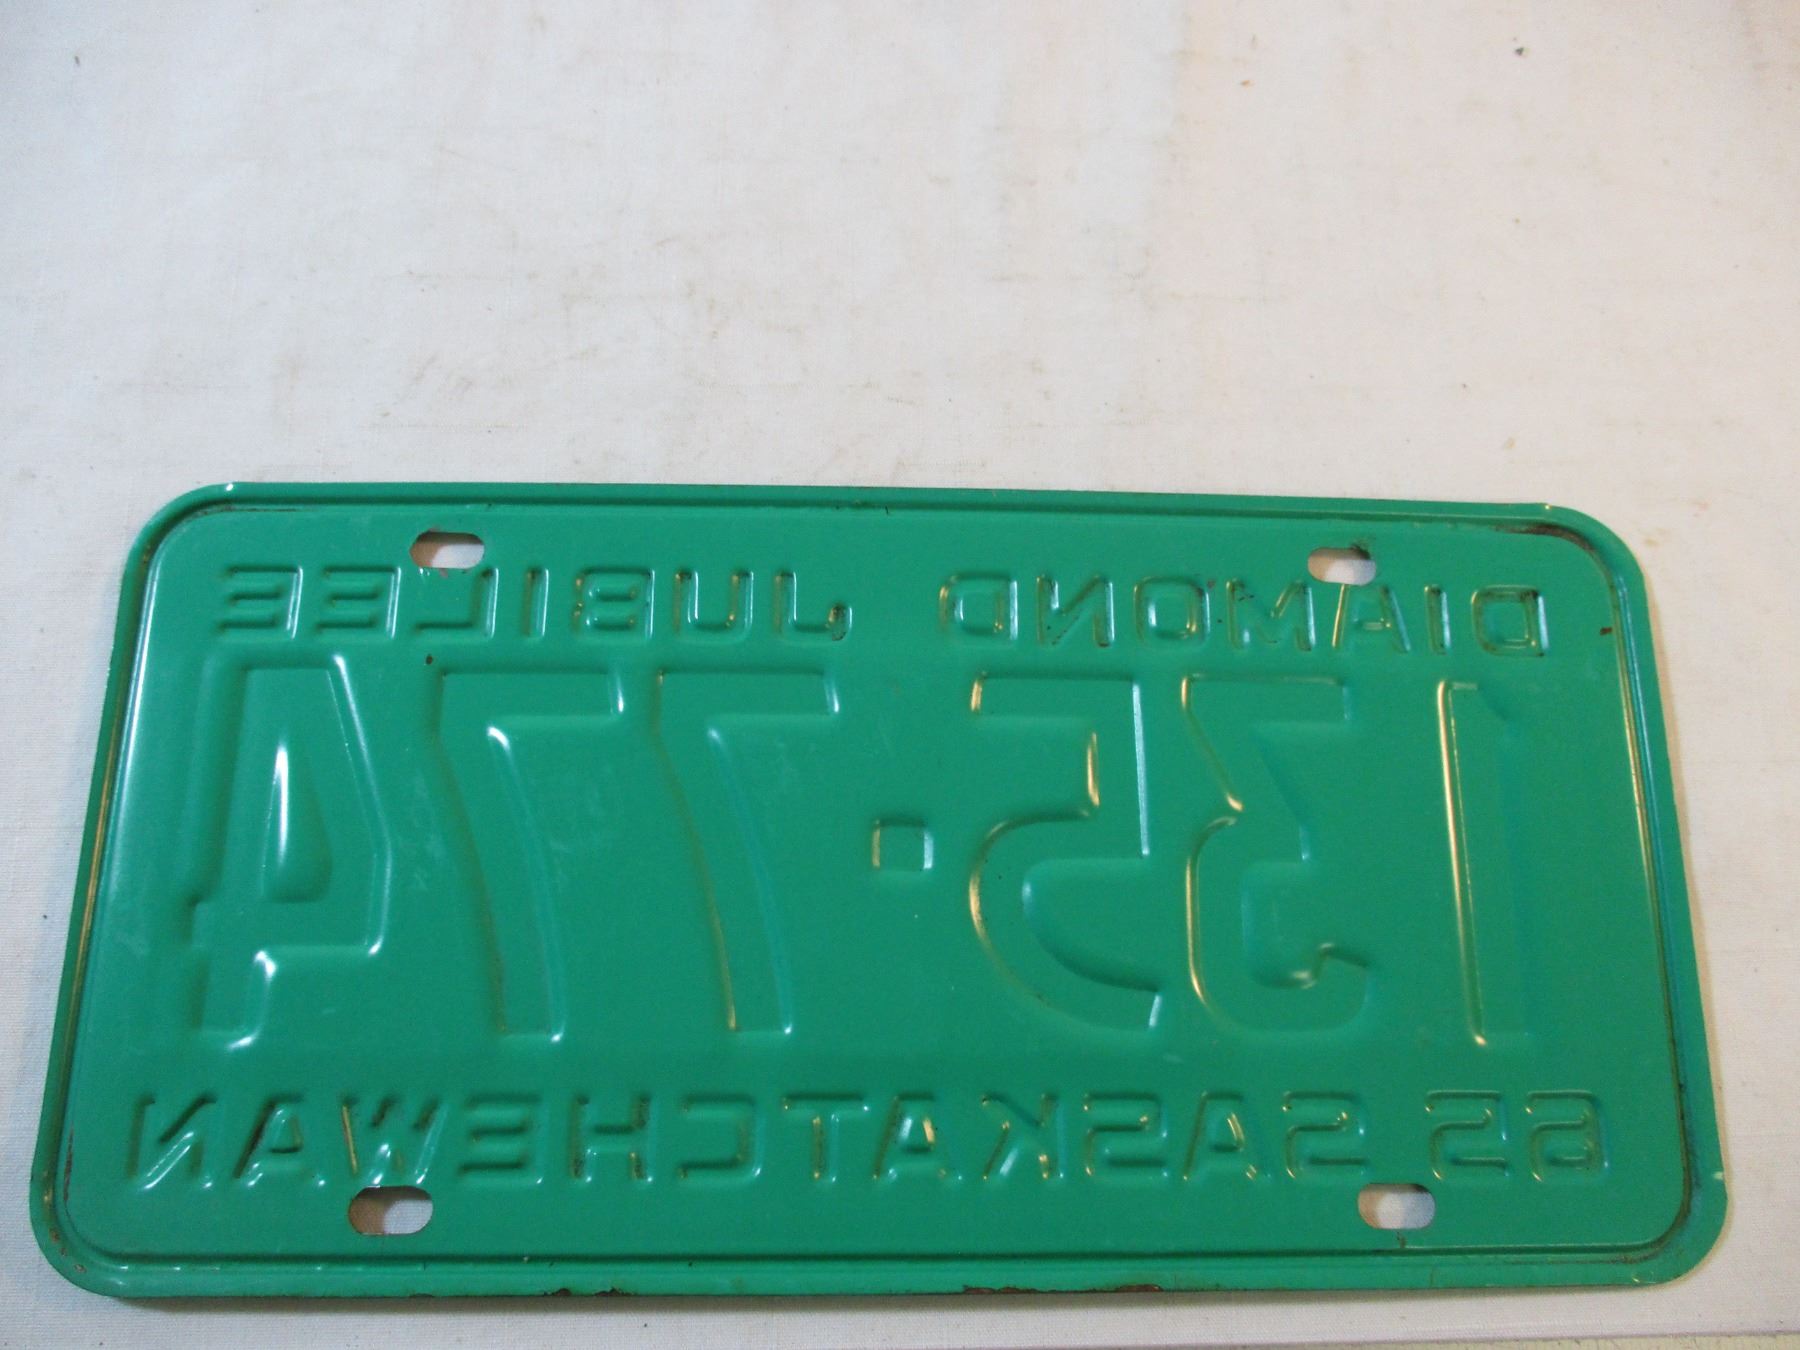 DIAMOND JUBILEE
135·774
65 SASKATCHEWAN